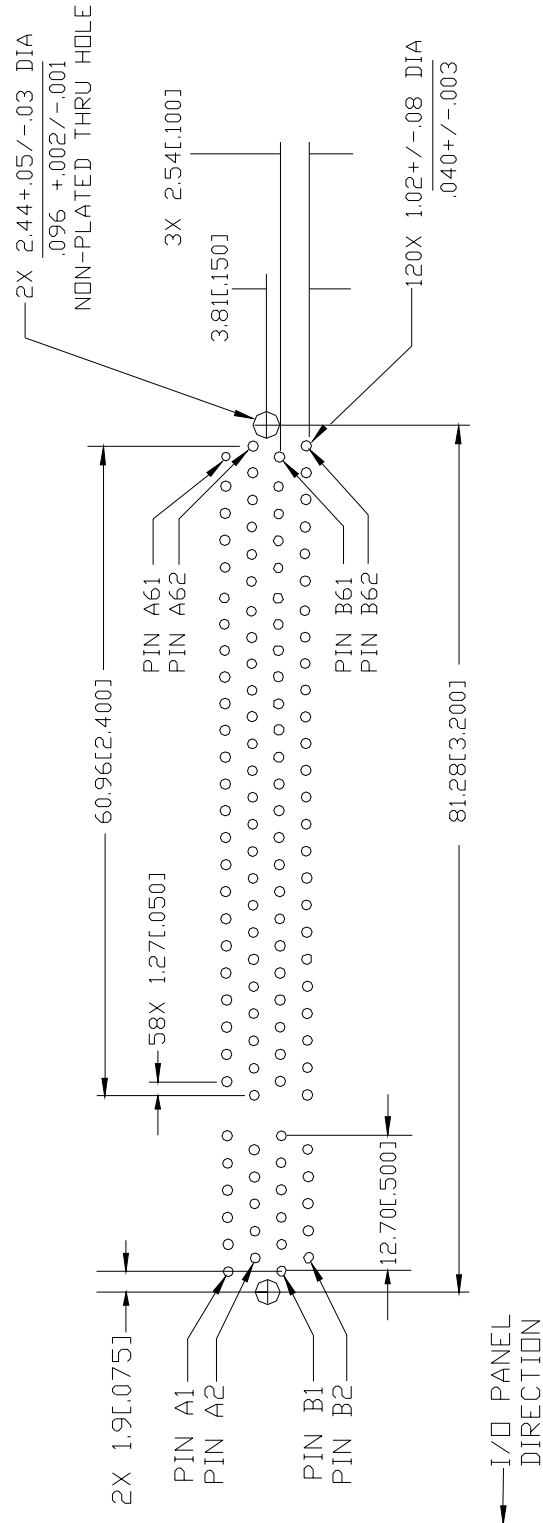 2X 2.44+.05/-.03 DIA
.096 +.002/-.001
NON-PLATED THRU HOLE
3X 2.54[.100]
3.81[.150]
120X 1.02+/-.08 DIA
.040+/-.003
PIN A61
PIN A62
PIN B61
PIN B62
60.96[2.400]
58X 1.27[.050]
81.28[3.200]
12.70[.500]
2X 1.9[.075]
PIN A1
PIN A2
PIN B1
PIN B2
I/O PANEL
DIRECTION